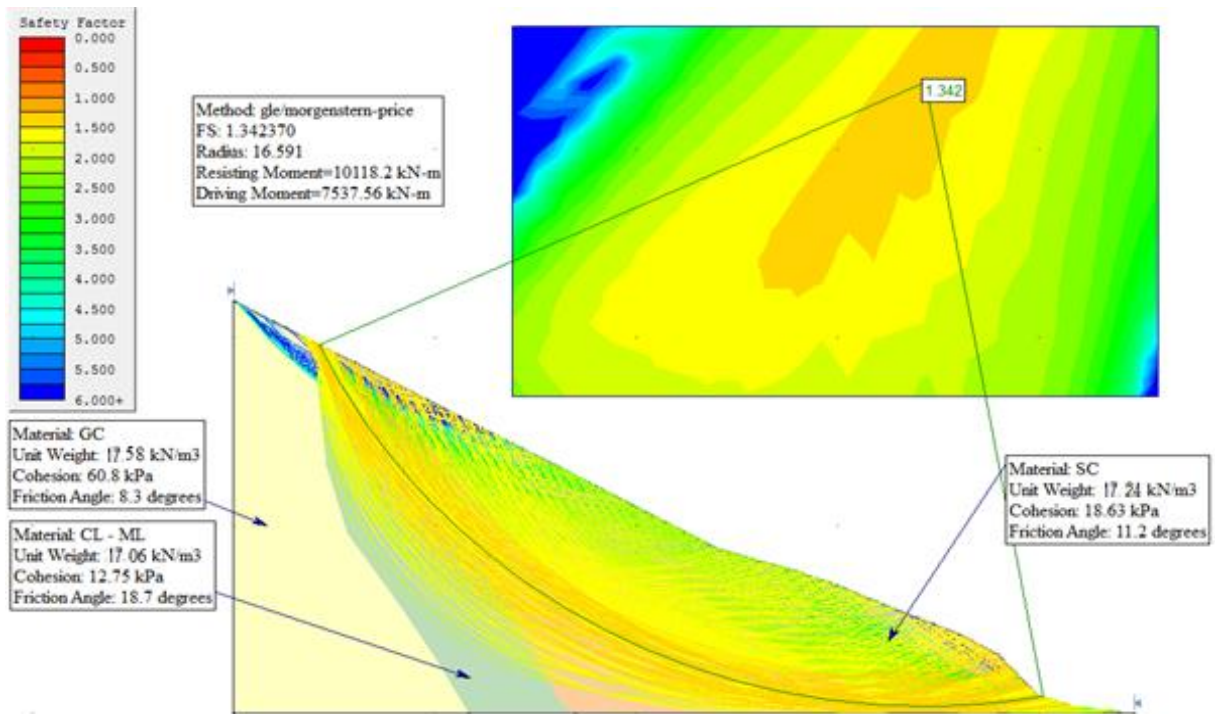 Safety Factor
0.000
0.500
1.000
1.500
2.000
2.500
3.000
3.500
4.000
4.500
5.000
5.500
6.000+
Method: gle/morgenstern-price
FS: 1.342370
Radius: 16.591
Resisting Moment=10118.2 kN-m
Driving Moment=7537.56 kN-m
1.342
Material: GC
Unit Weight: 17.58 kN/m3
Cohesion: 60.8 kPa
Friction Angle: 8.3 degrees
Material: CL - ML
Unit Weight: 17.06 kN/m3
Cohesion: 12.75 kPa
Friction Angle: 18.7 degrees
Material: SC
Unit Weight: 17.24 kN/m3
Cohesion: 18.63 kPa
Friction Angle: 11.2 degrees